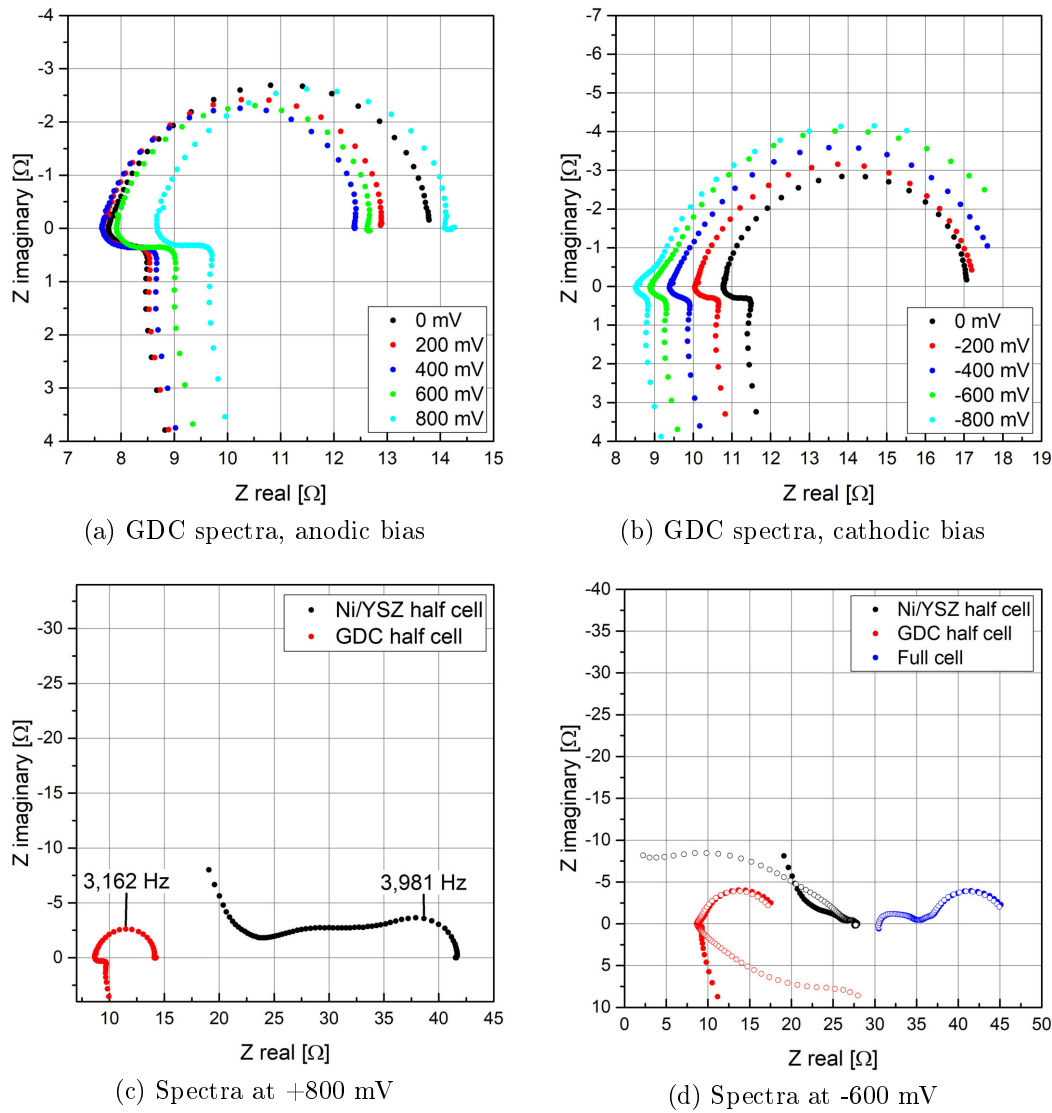 -4
-3
-2
-1
0
1
2
3
4
Z imaginary [Ω]
7 8 9 10 11 12 13 14 15
Z real [Ω]
0 mV
200 mV
400 mV
600 mV
800 mV
(a) GDC spectra, anodic bias
-7
-6
-5
-4
-3
-2
-1
0
1
2
3
4
Z imaginary [Ω]
8 9 10 11 12 13 14 15 16 17 18 19
Z real [Ω]
0 mV
-200 mV
-400 mV
-600 mV
-800 mV
(b) GDC spectra, cathodic bias
-30
-25
-20
-15
-10
-5
0
Z imaginary [Ω]
10 15 20 25 30 35 40 45
Z real [Ω]
Ni/YSZ half cell
GDC half cell
3,162 Hz
3,981 Hz
(c) Spectra at +800 mV
-40
-35
-30
-25
-20
-15
-10
-5
0
5
10
Z imaginary [Ω]
0 5 10 15 20 25 30 35 40 45 50
Z real [Ω]
Ni/YSZ half cell
GDC half cell
Full cell
(d) Spectra at -600 mV